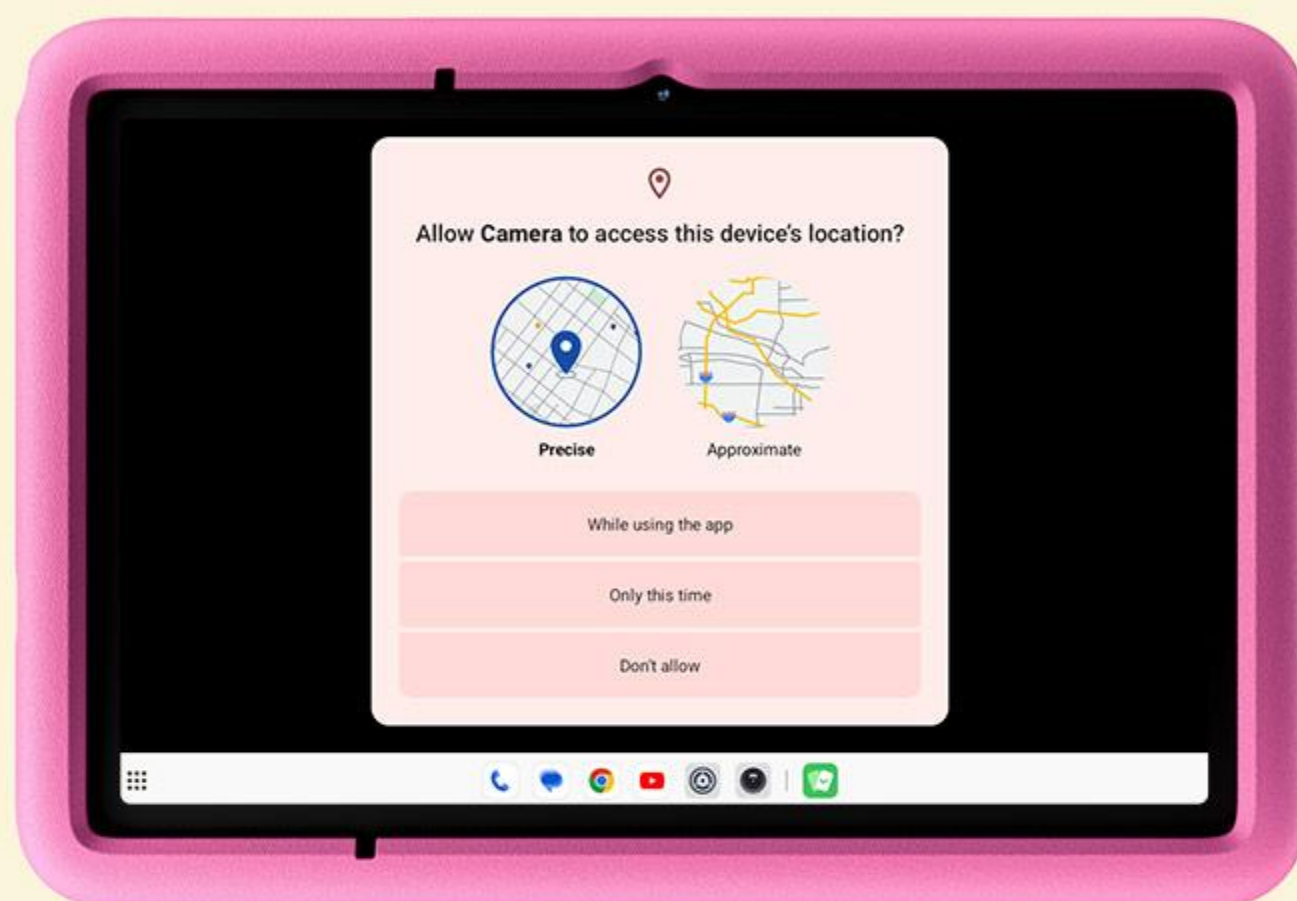 Allow Camera to access this device's location?
Precise
Approximate
While using the app
Only this time
Don't allow